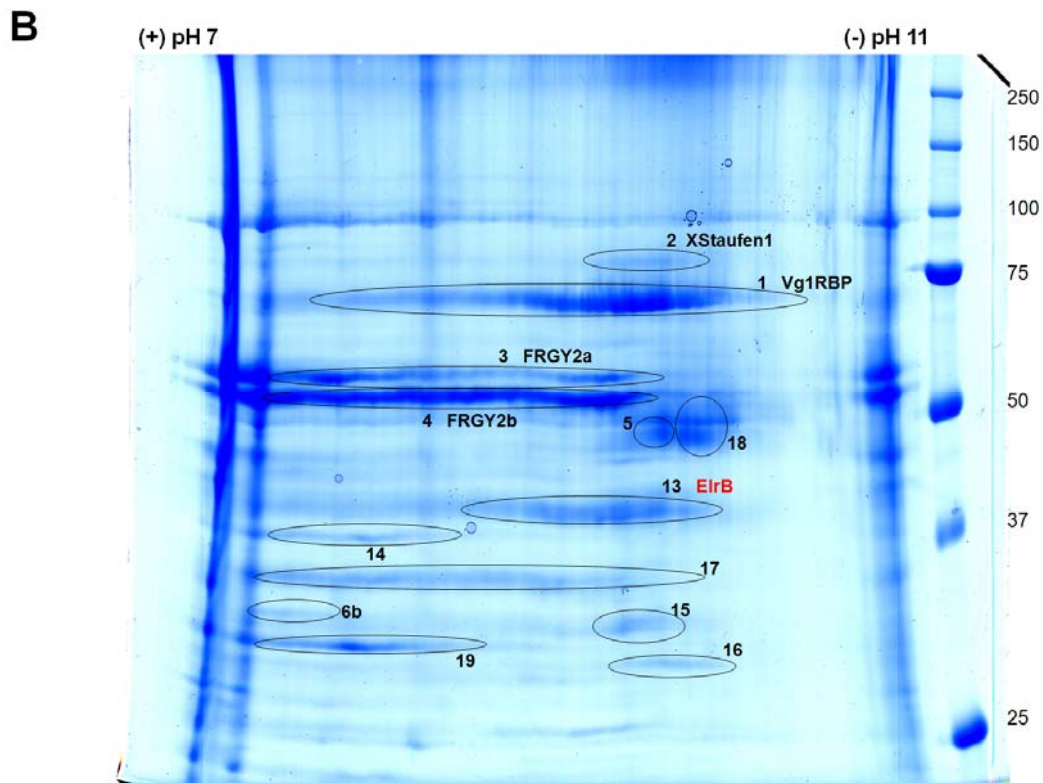 B
(+) pH 7
(-) pH 11
250
150
100
2 XStaufen1
75
1 Vg1RBP
3 FRGY2a
50
4 FRGY2b
5
18
13 ElrB
37
14
17
6b
15
19
16
25